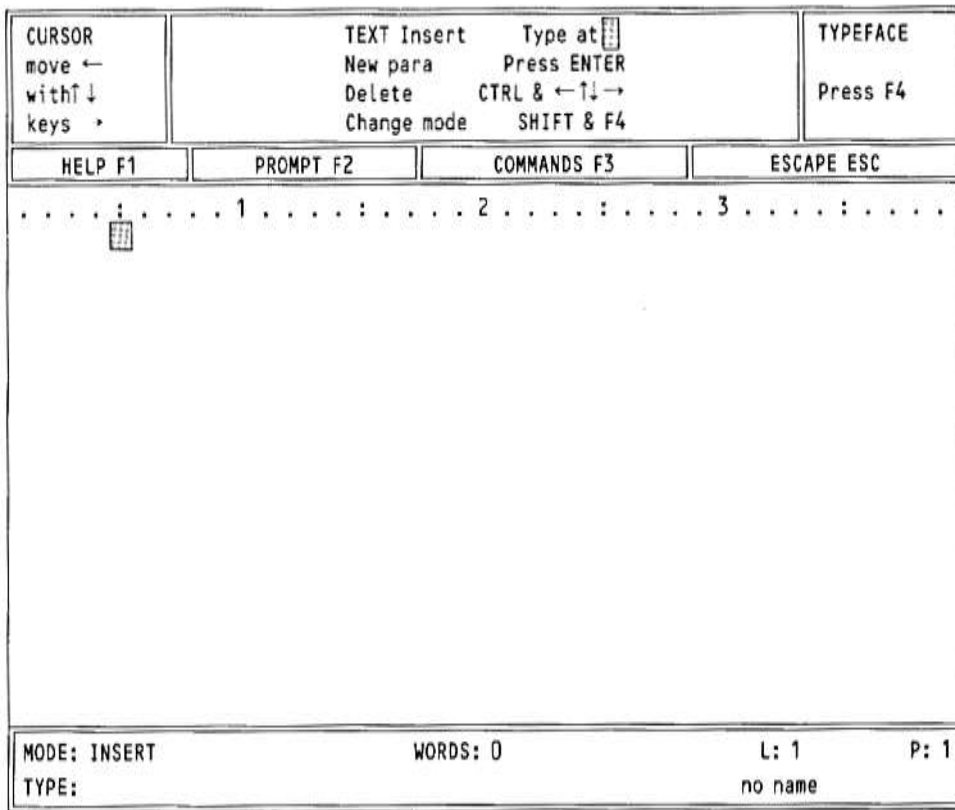 CURSOR
move ←
with↑↓
keys →
TEXT Insert Type at
New para Press ENTER
Delete CTRL & ←↑↓→
Change mode SHIFT & F4
TYPEFACE
Press F4
HELP F1 PROMPT F2 COMMANDS F3 ESCAPE ESC
. . . . : . . . . 1 . . . . : . . . . 2 . . . . : . . . . 3 . . . . : . . . .
MODE: INSERT WORDS: 0 L: 1 P: 1
TYPE: no name